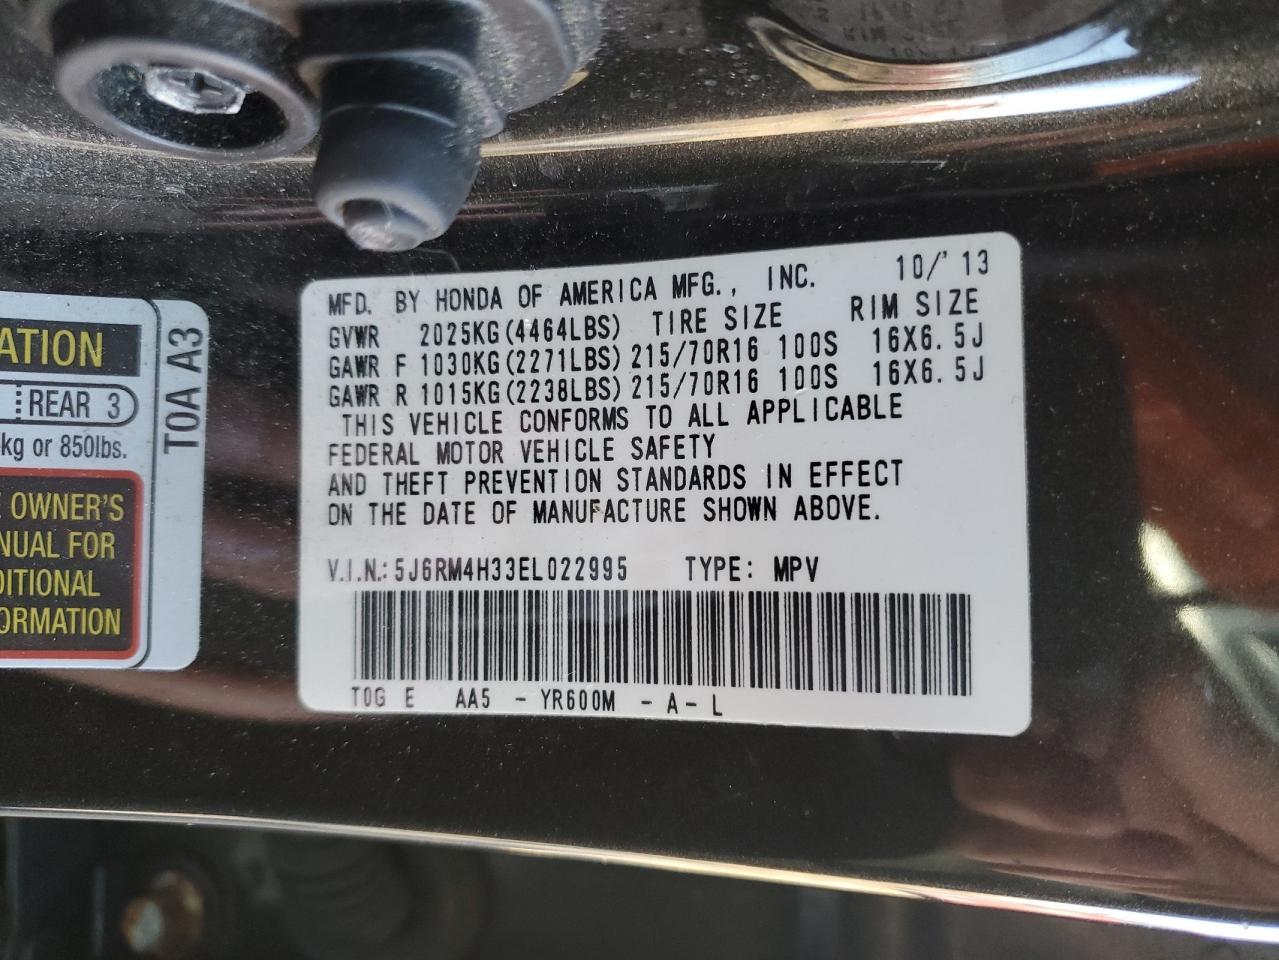 MFD. BY HONDA OF AMERICA MFG., INC. 10/'13
GVWR 2025KG(4464LBS) TIRE SIZE RIM SIZE
GAWR F 1030KG(2271LBS) 215/70R16 100S 16X6.5J
GAWR R 1015KG(2238LBS) 215/70R16 100S 16X6.5J
THIS VEHICLE CONFORMS TO ALL APPLICABLE
FEDERAL MOTOR VEHICLE SAFETY
AND THEFT PREVENTION STANDARDS IN EFFECT
ON THE DATE OF MANUFACTURE SHOWN ABOVE.
V.I.N.: 5J6RM4H33EL022995 TYPE: MPV
T0G E AA5 - YR600M - A - L
ATION
REAR 3
kg or 850lbs.
E OWNER'S
NUAL FOR
DITIONAL
ORMATION
T0A A3